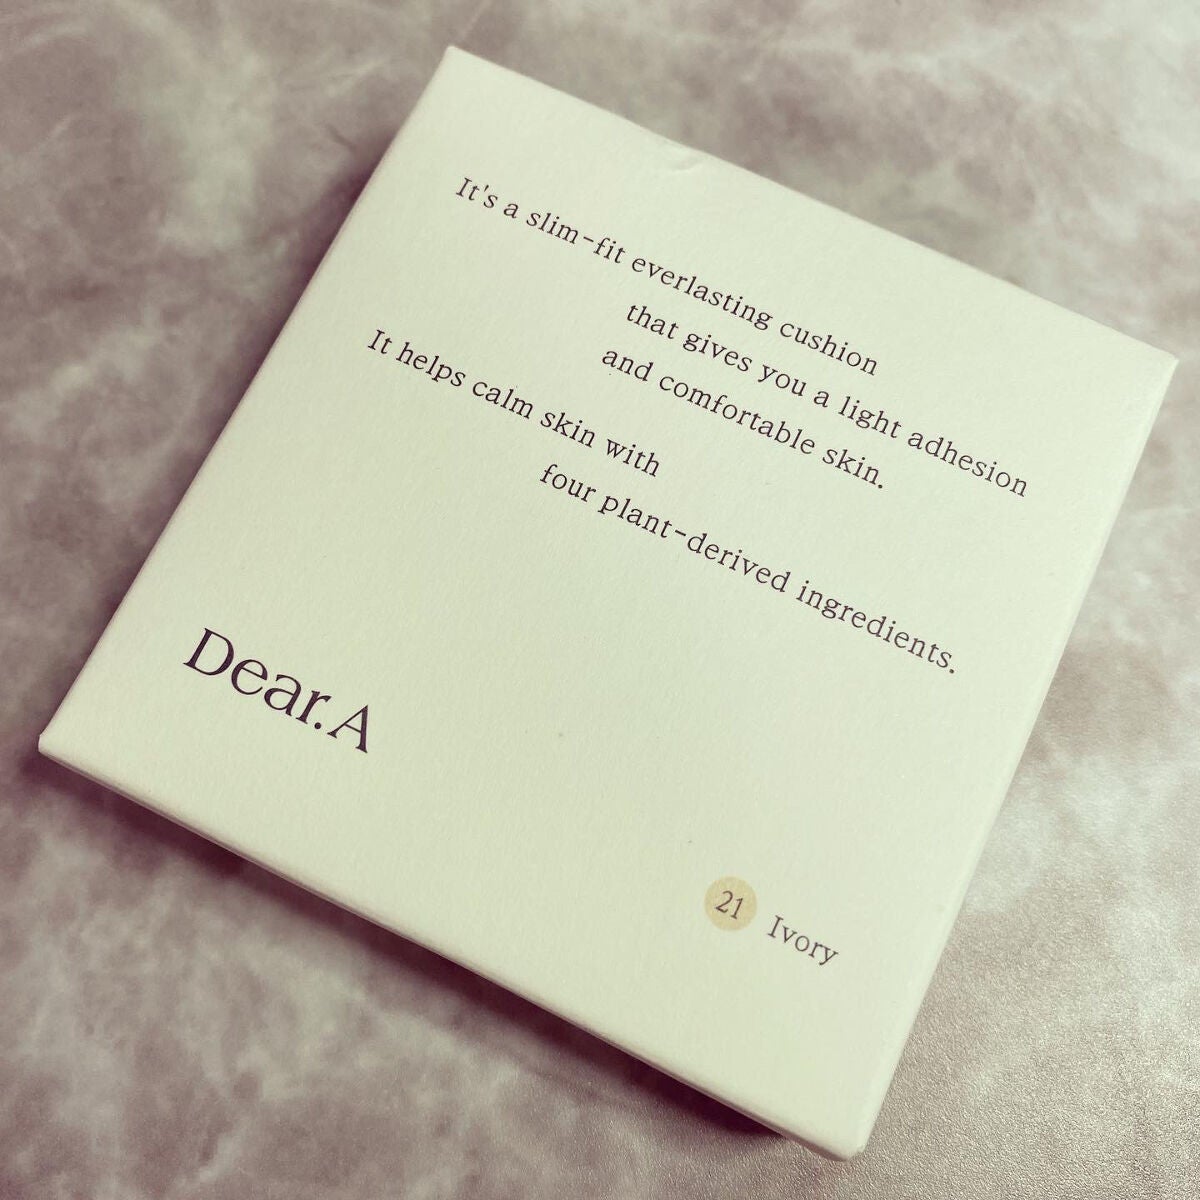 It's a slim-fit everlasting cushion
that gives you a light adhesion
and comfortable skin.
It helps calm skin with
four plant-derived ingredients.
Dear.A
21 Ivory